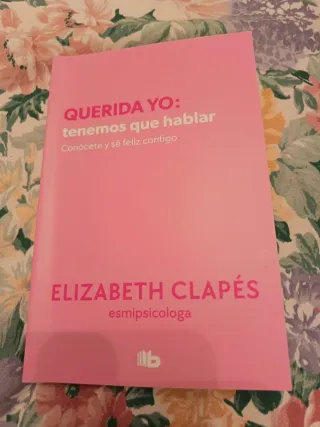 QUERIDA YO:
tenemos que hablar
Conócete y sé feliz contigo
ELIZABETH CLAPÉS
esmipsicologa
b